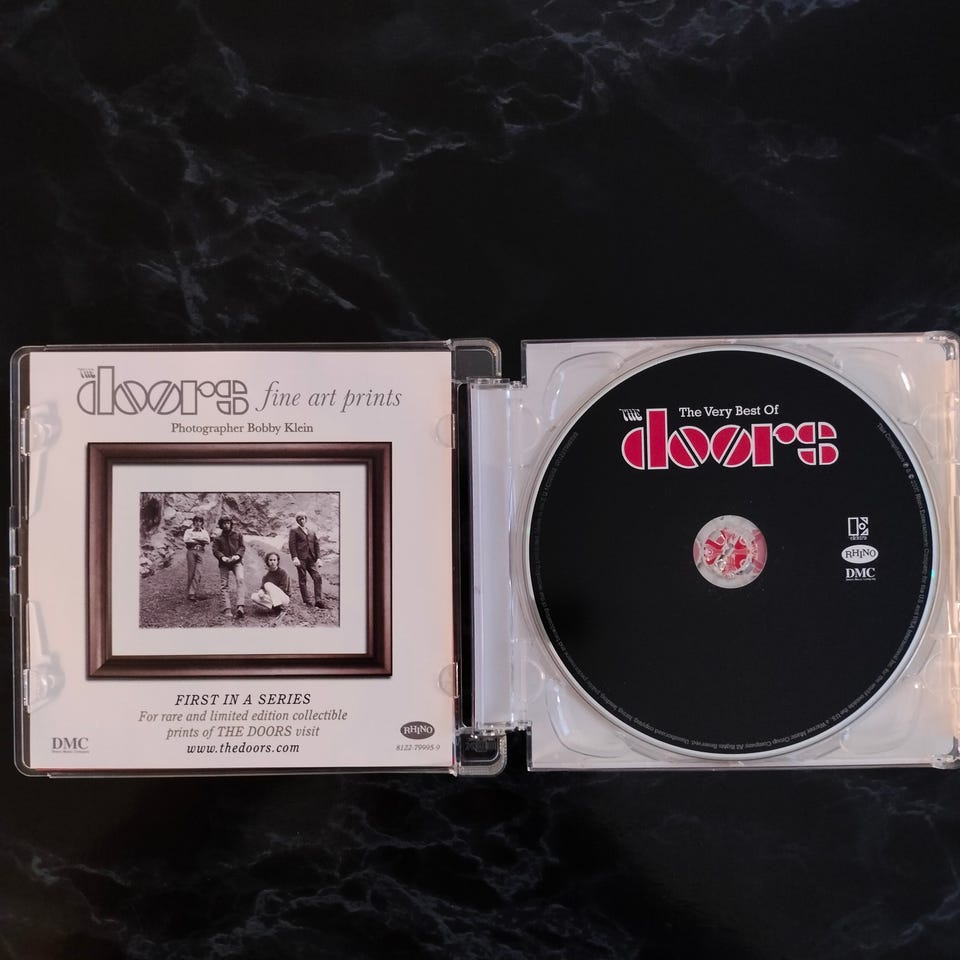 THE
doors fine art prints
Photographer Bobby Klein
FIRST IN A SERIES
For rare and limited edition collectible
prints of THE DOORS visit
www.thedoors.com
DMC
RHINO
8122-79995-9
The Very Best Of
THE
doors
RHINO
DMC